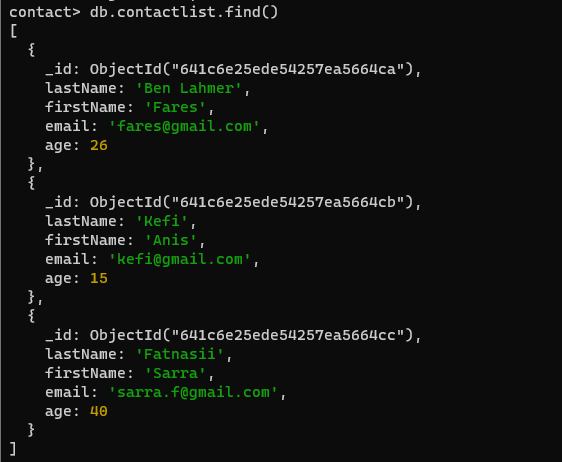 contact> db.contactlist.find()
[
  {
    _id: ObjectId("641c6e25ede54257ea5664ca"),
    lastName: 'Ben Lahmer',
    firstName: 'Fares',
    email: 'fares@gmail.com',
    age: 26
  },
  {
    _id: ObjectId("641c6e25ede54257ea5664cb"),
    lastName: 'Kefi',
    firstName: 'Anis',
    email: 'kefi@gmail.com',
    age: 15
  },
  {
    _id: ObjectId("641c6e25ede54257ea5664cc"),
    lastName: 'Fatnasii',
    firstName: 'Sarra',
    email: 'sarra.f@gmail.com',
    age: 40
  }
]